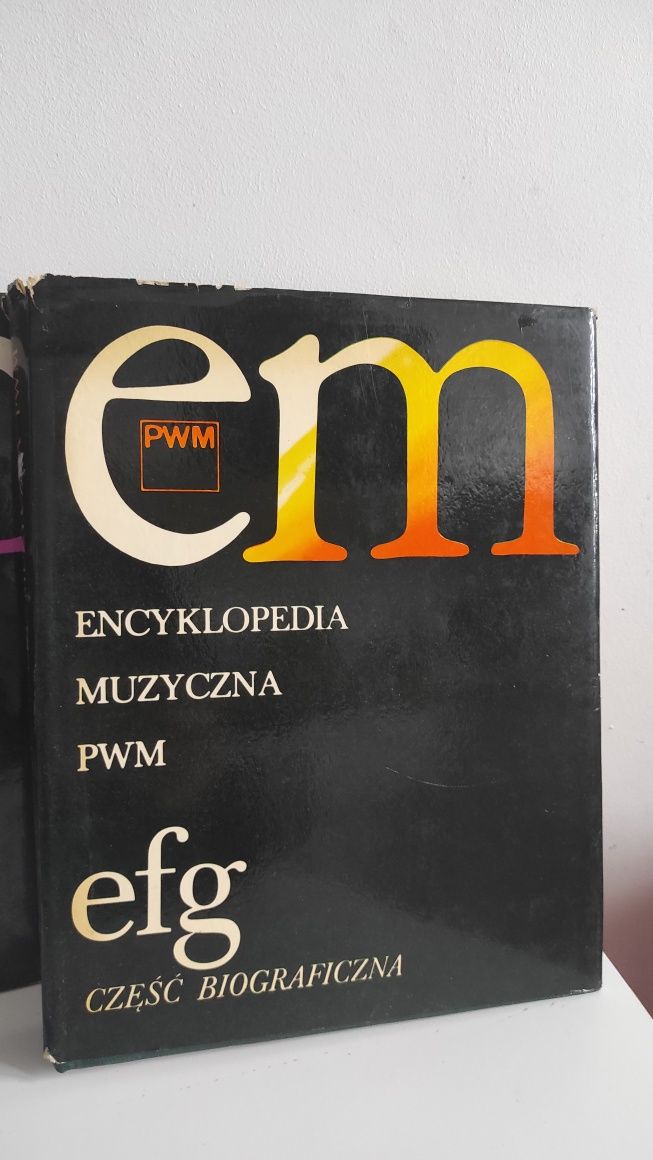 em
PWM
ENCYKLOPEDIA
MUZYCZNA
PWM
efg
CZĘŚĆ BIOGRAFICZNA